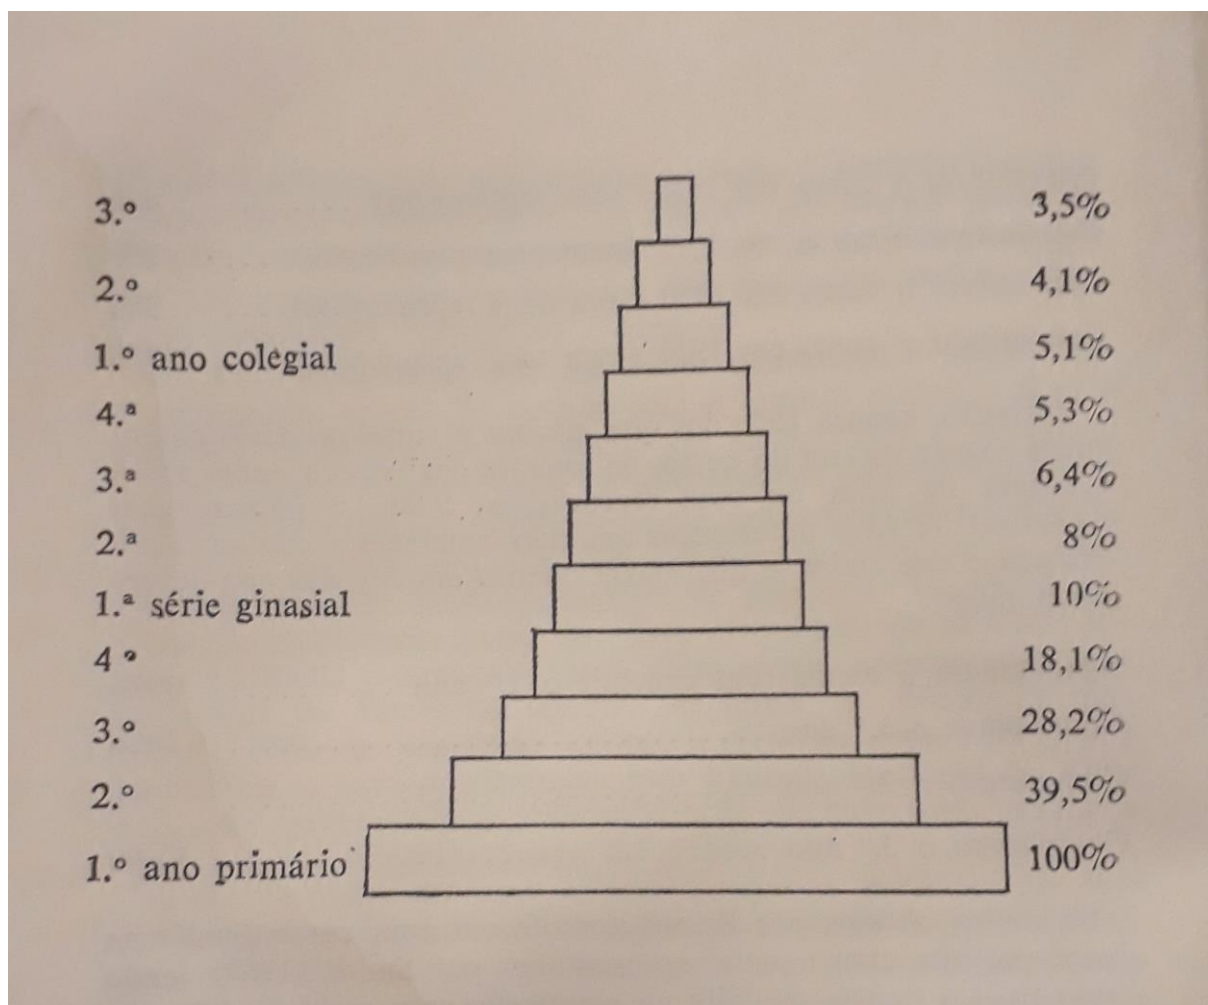 3.º 3,5%
2.º 4,1%
1.º ano colegial 5,1%
4.ª 5,3%
3.ª 6,4%
2.ª 8%
1.ª série ginasial 10%
4º 18,1%
3.º 28,2%
2.º 39,5%
1.º ano primário 100%